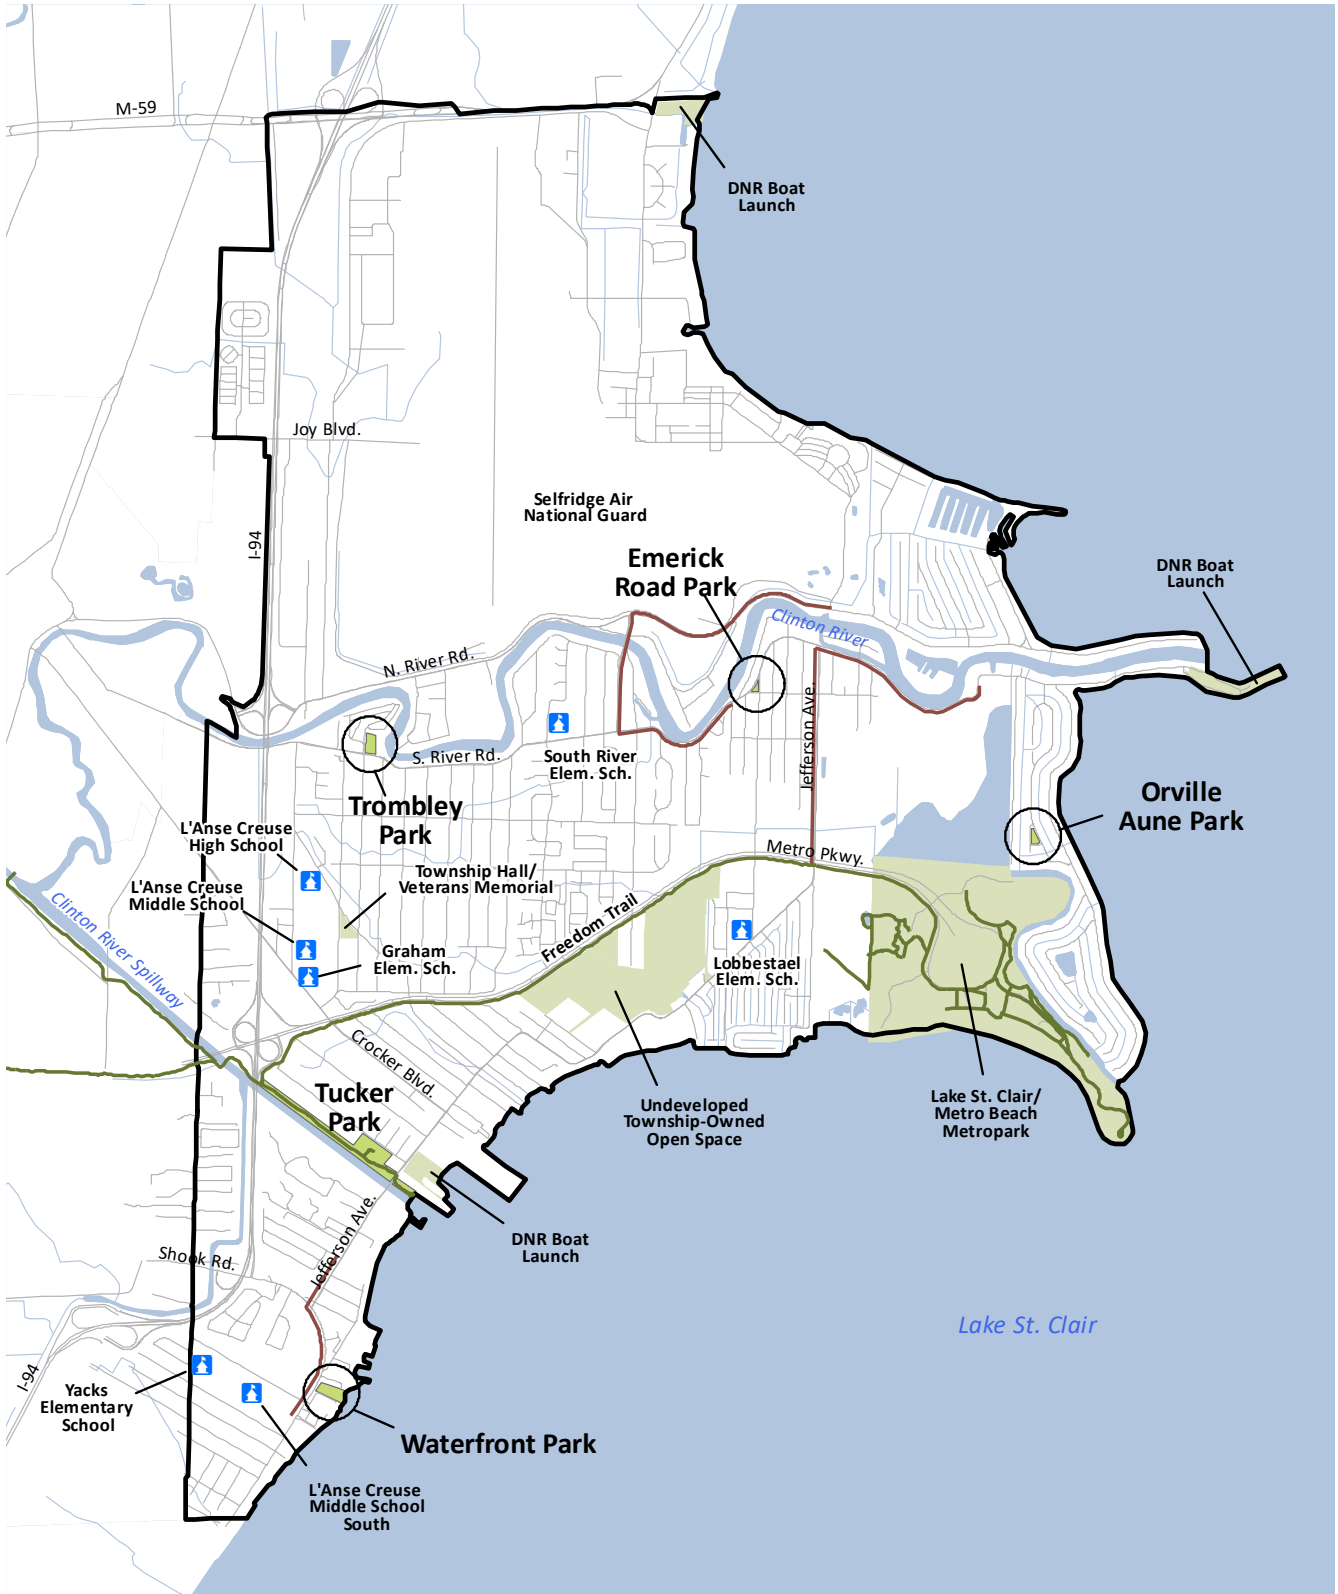 M-59
DNR Boat
Launch
Joy Blvd.
Selfridge Air
National Guard
I-94
Emerick
Road Park
DNR Boat
Launch
Clinton River
N. River Rd.
Jefferson Ave.
S. River Rd.
South River
Elem. Sch.
Orville
Aune Park
Trombley
Park
L'Anse Creuse
High School
Metro Pkwy.
Township Hall/
Veterans Memorial
L'Anse Creuse
Middle School
Clinton River Spillway
Freedom Trail
Graham
Elem. Sch.
Lobbestael
Elem. Sch.
Crocker Blvd.
Tucker
Park
Undeveloped
Township-Owned
Open Space
Lake St. Clair/
Metro Beach
Metropark
DNR Boat
Launch
Shook Rd.
Jefferson Ave.
Lake St. Clair
I-94
Yacks
Elementary
School
Waterfront Park
L'Anse Creuse
Middle School
South